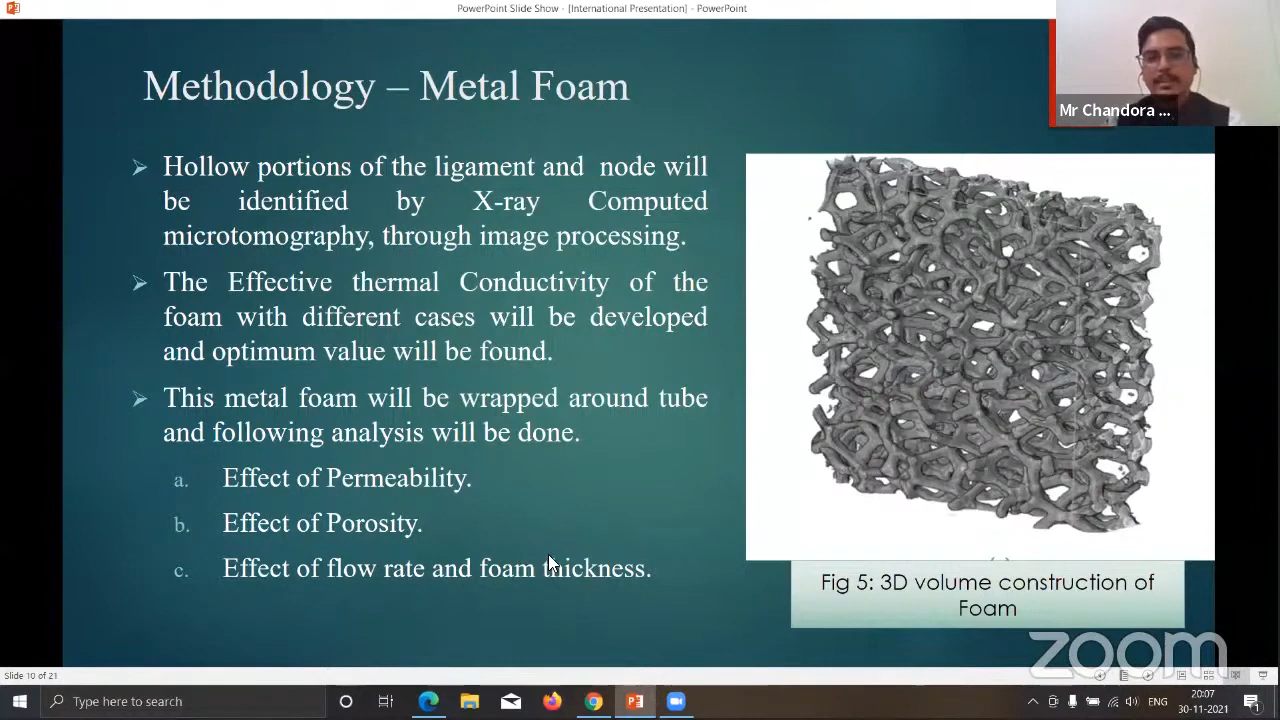 PowerPoint Slide Show - [International Presentation] - PowerPoint
Mr Chandora ...
Methodology – Metal Foam
➢ Hollow portions of the ligament and node will
be identified by X-ray Computed
microtomography, through image processing.
➢ The Effective thermal Conductivity of the
foam with different cases will be developed
and optimum value will be found.
➢ This metal foam will be wrapped around tube
and following analysis will be done.
a. Effect of Permeability.
b. Effect of Porosity.
c. Effect of flow rate and foam thickness.
Fig 5: 3D volume construction of
Foam
zoom
Slide 10 of 21
Type here to search
ENG
20:07
30-11-2021